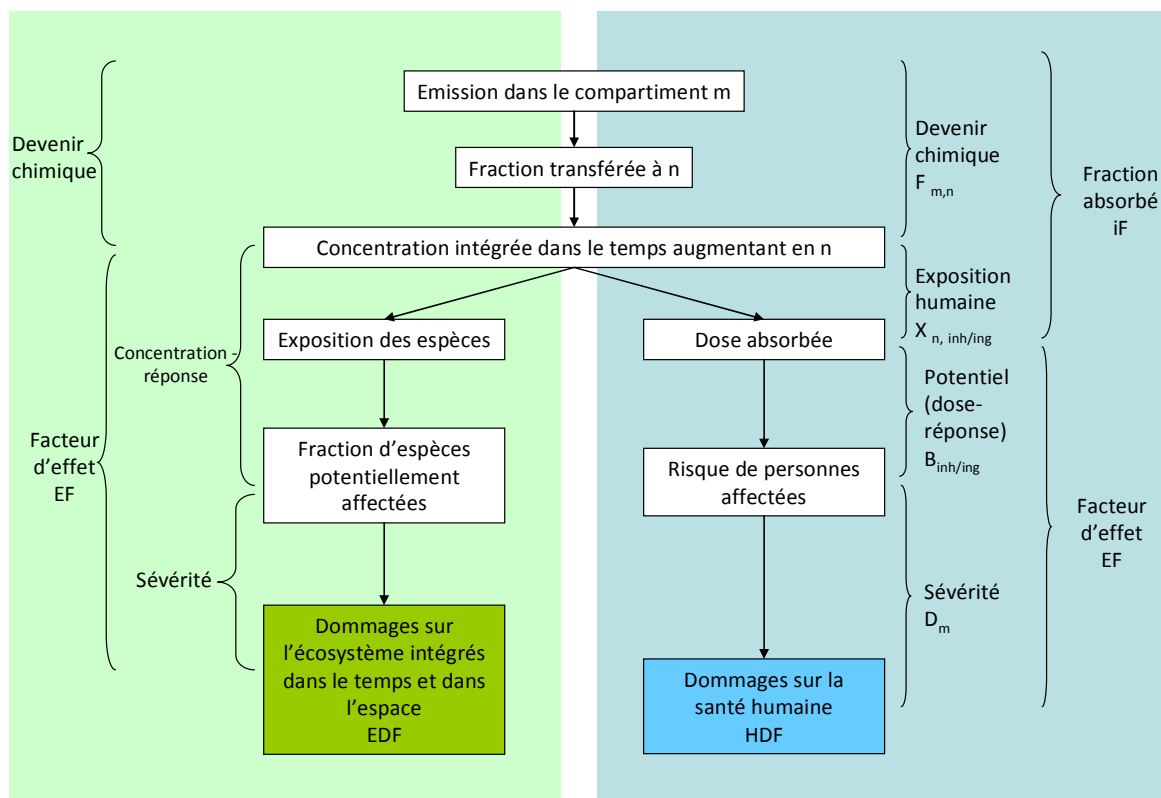 Emission dans le compartiment m
Fraction transférée à n
Concentration intégrée dans le temps augmentant en n
Devenir
chimique
Concentration -
réponse
Facteur
d'effet
EF
Sévérité
Exposition des espèces
Fraction d'espèces
potentiellement
affectées
Dommages sur
l'écosystème intégrés
dans le temps et dans
l'espace
EDF
Dose absorbée
Risque de personnes
affectées
Dommages sur la
santé humaine
HDF
Devenir
chimique
F m,n
Exposition
humaine
X n, inh/ing
Potentiel
(dose-
réponse)
B inh/ing
Sévérité
D m
Fraction
absorbé
iF
Facteur
d'effet
EF